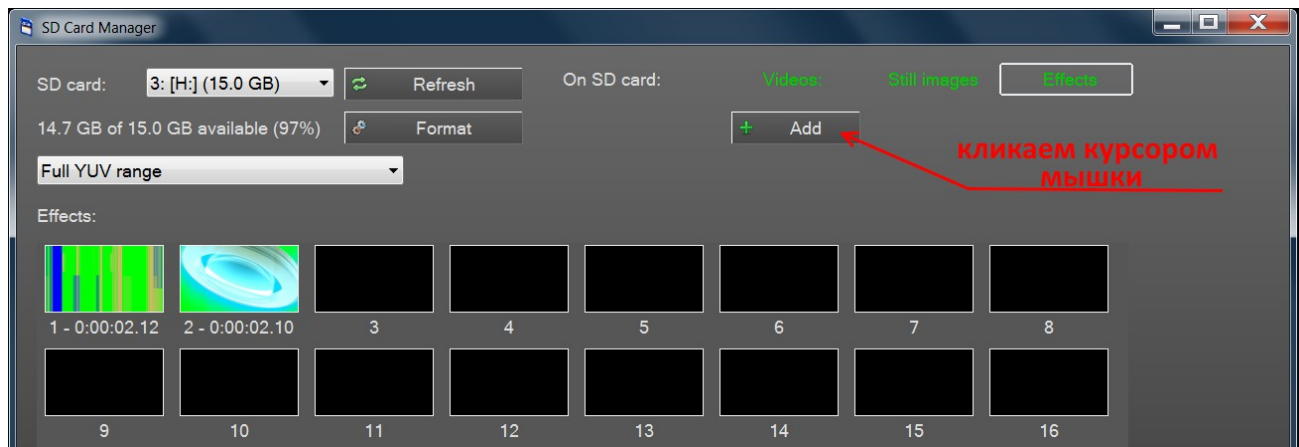 SD Card Manager
SD card: 3: [H:] (15.0 GB) Refresh On SD card: Videos: Still images Effects
14.7 GB of 15.0 GB available (97%) Format Add
кликаем курсором
мышки
Full YUV range
Effects:
1 - 0:00:02.12 2 - 0:00:02.10 3 4 5 6 7 8
9 10 11 12 13 14 15 16